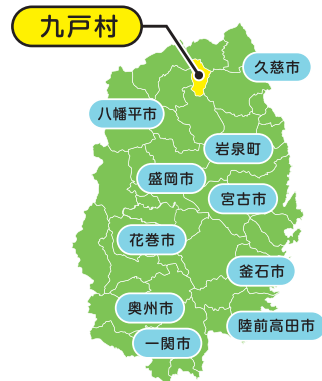 九戸村
久慈市
八幡平市
岩泉町
盛岡市
宮古市
花巻市
釜石市
奥州市
陸前高田市
一関市